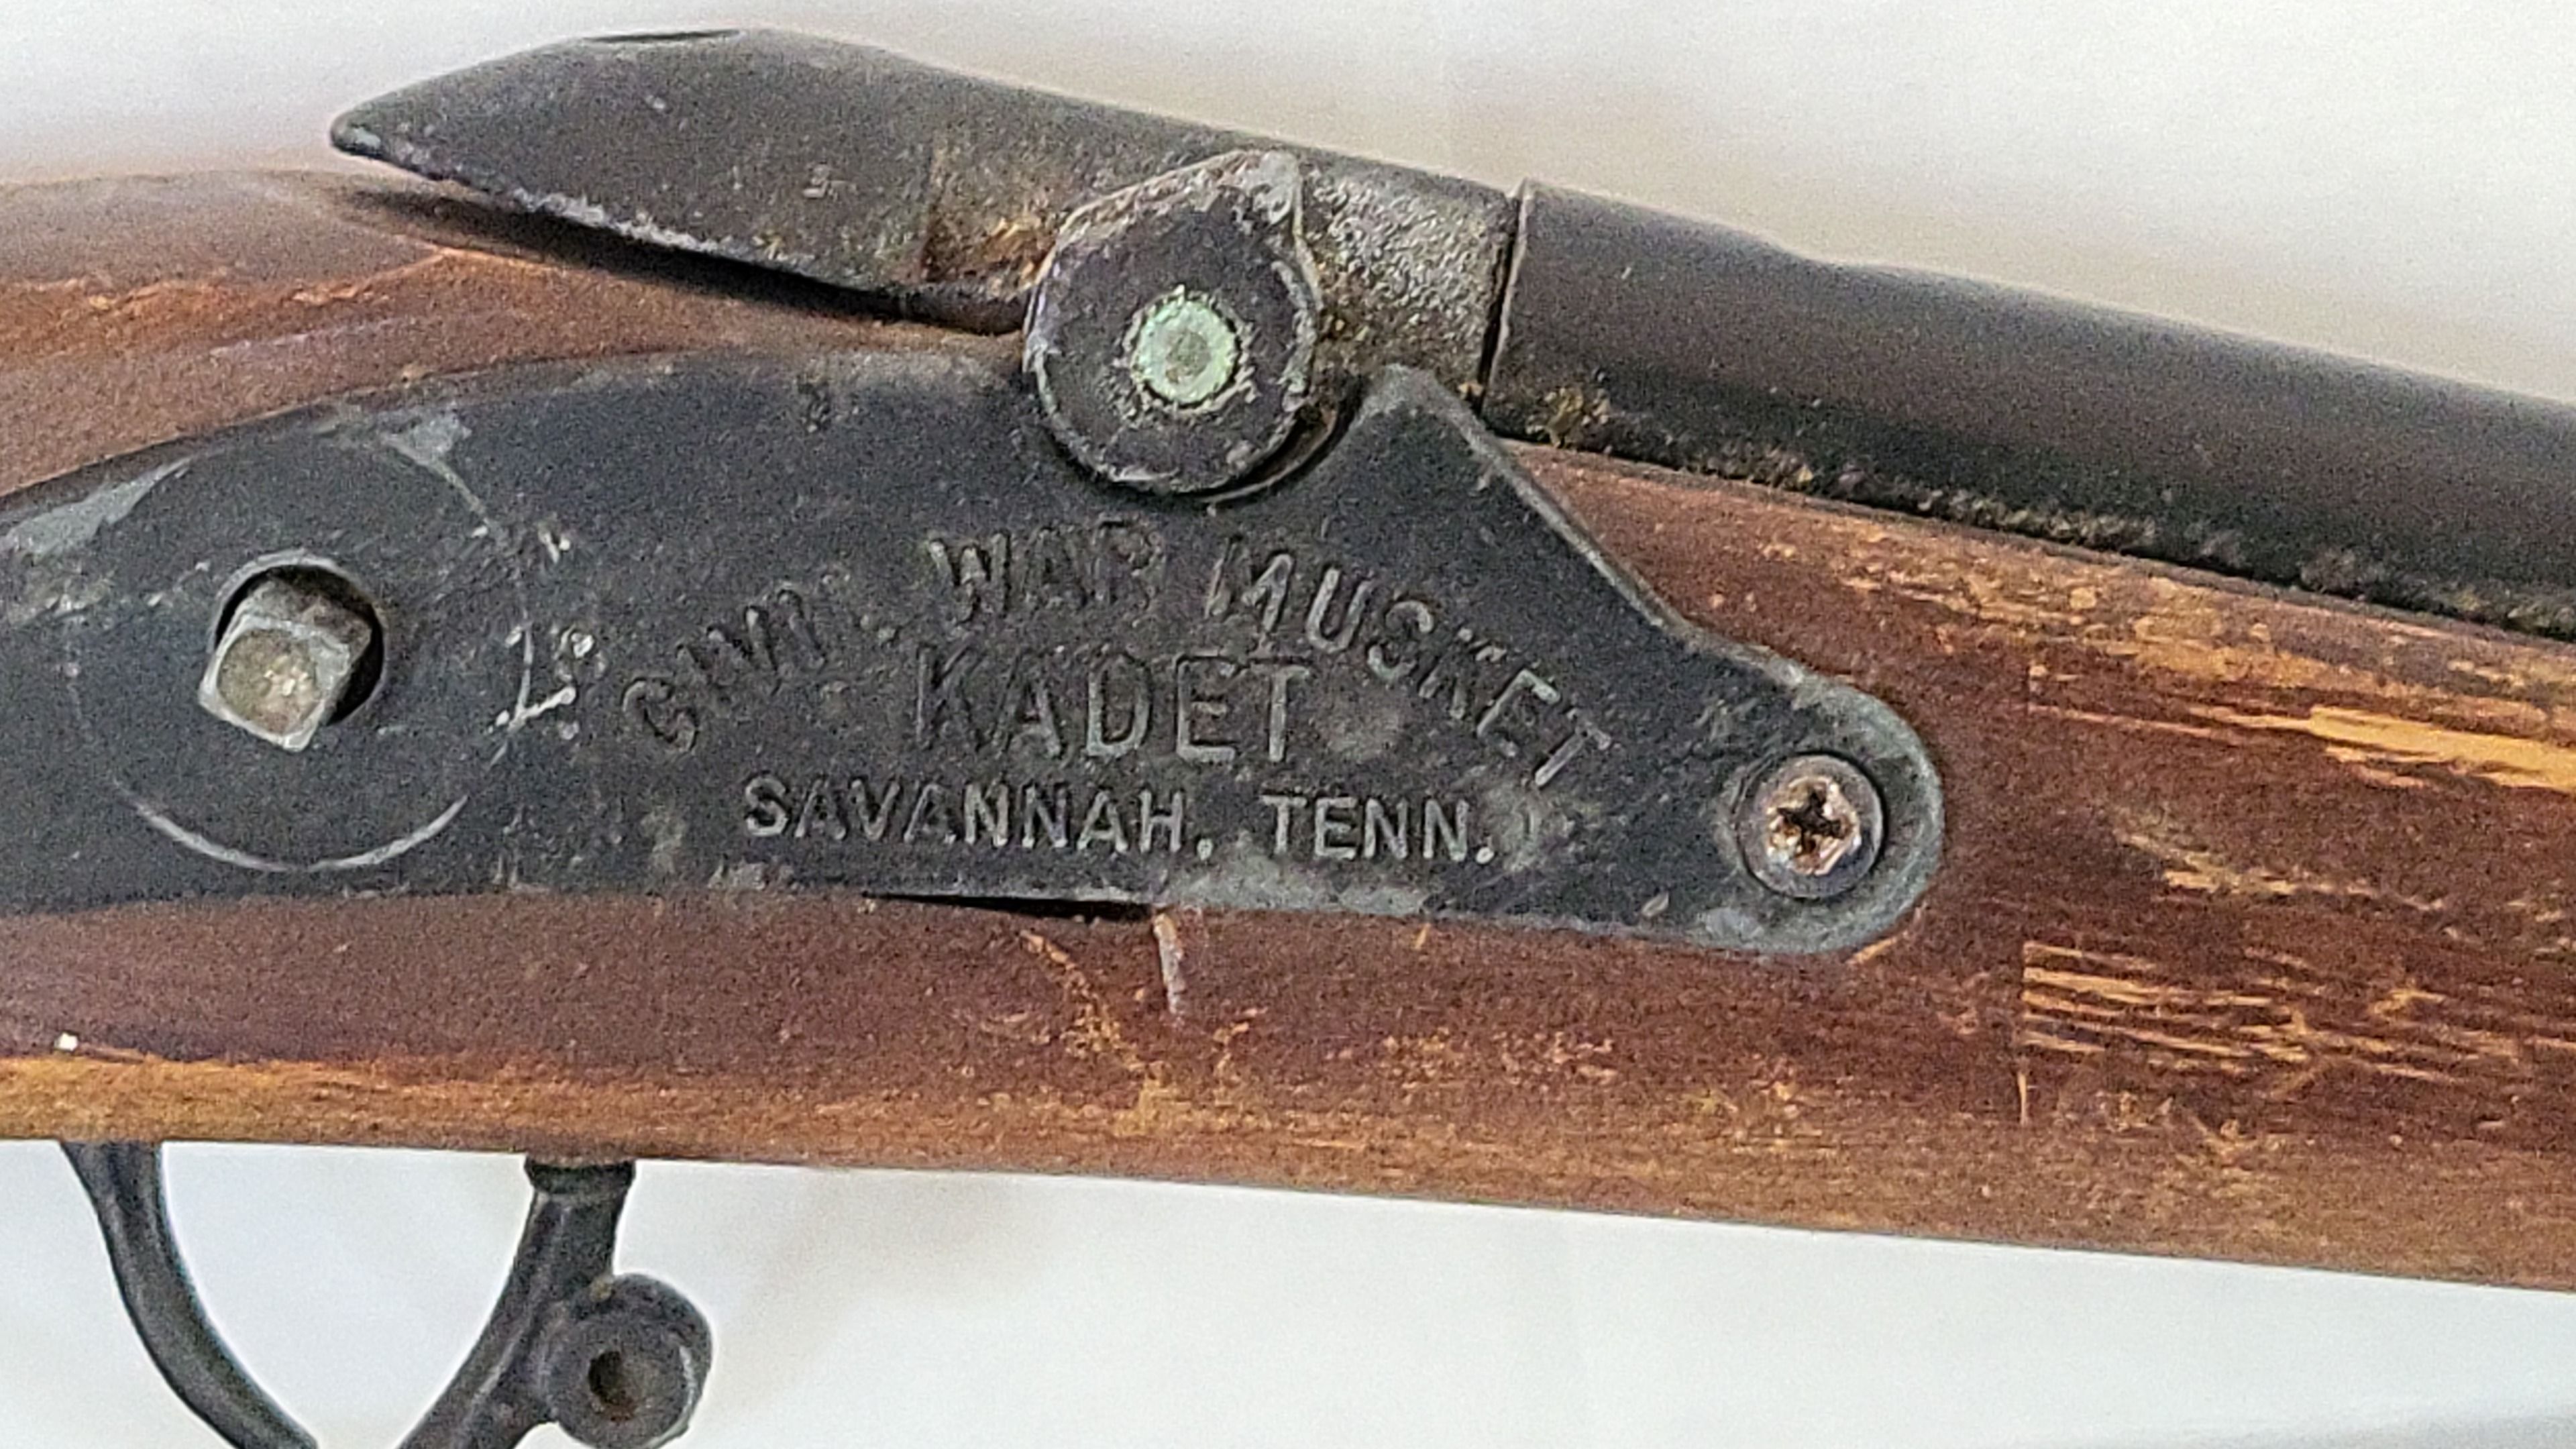 CIVIL WAR MUSKET
KADET
SAVANNAH, TENN.